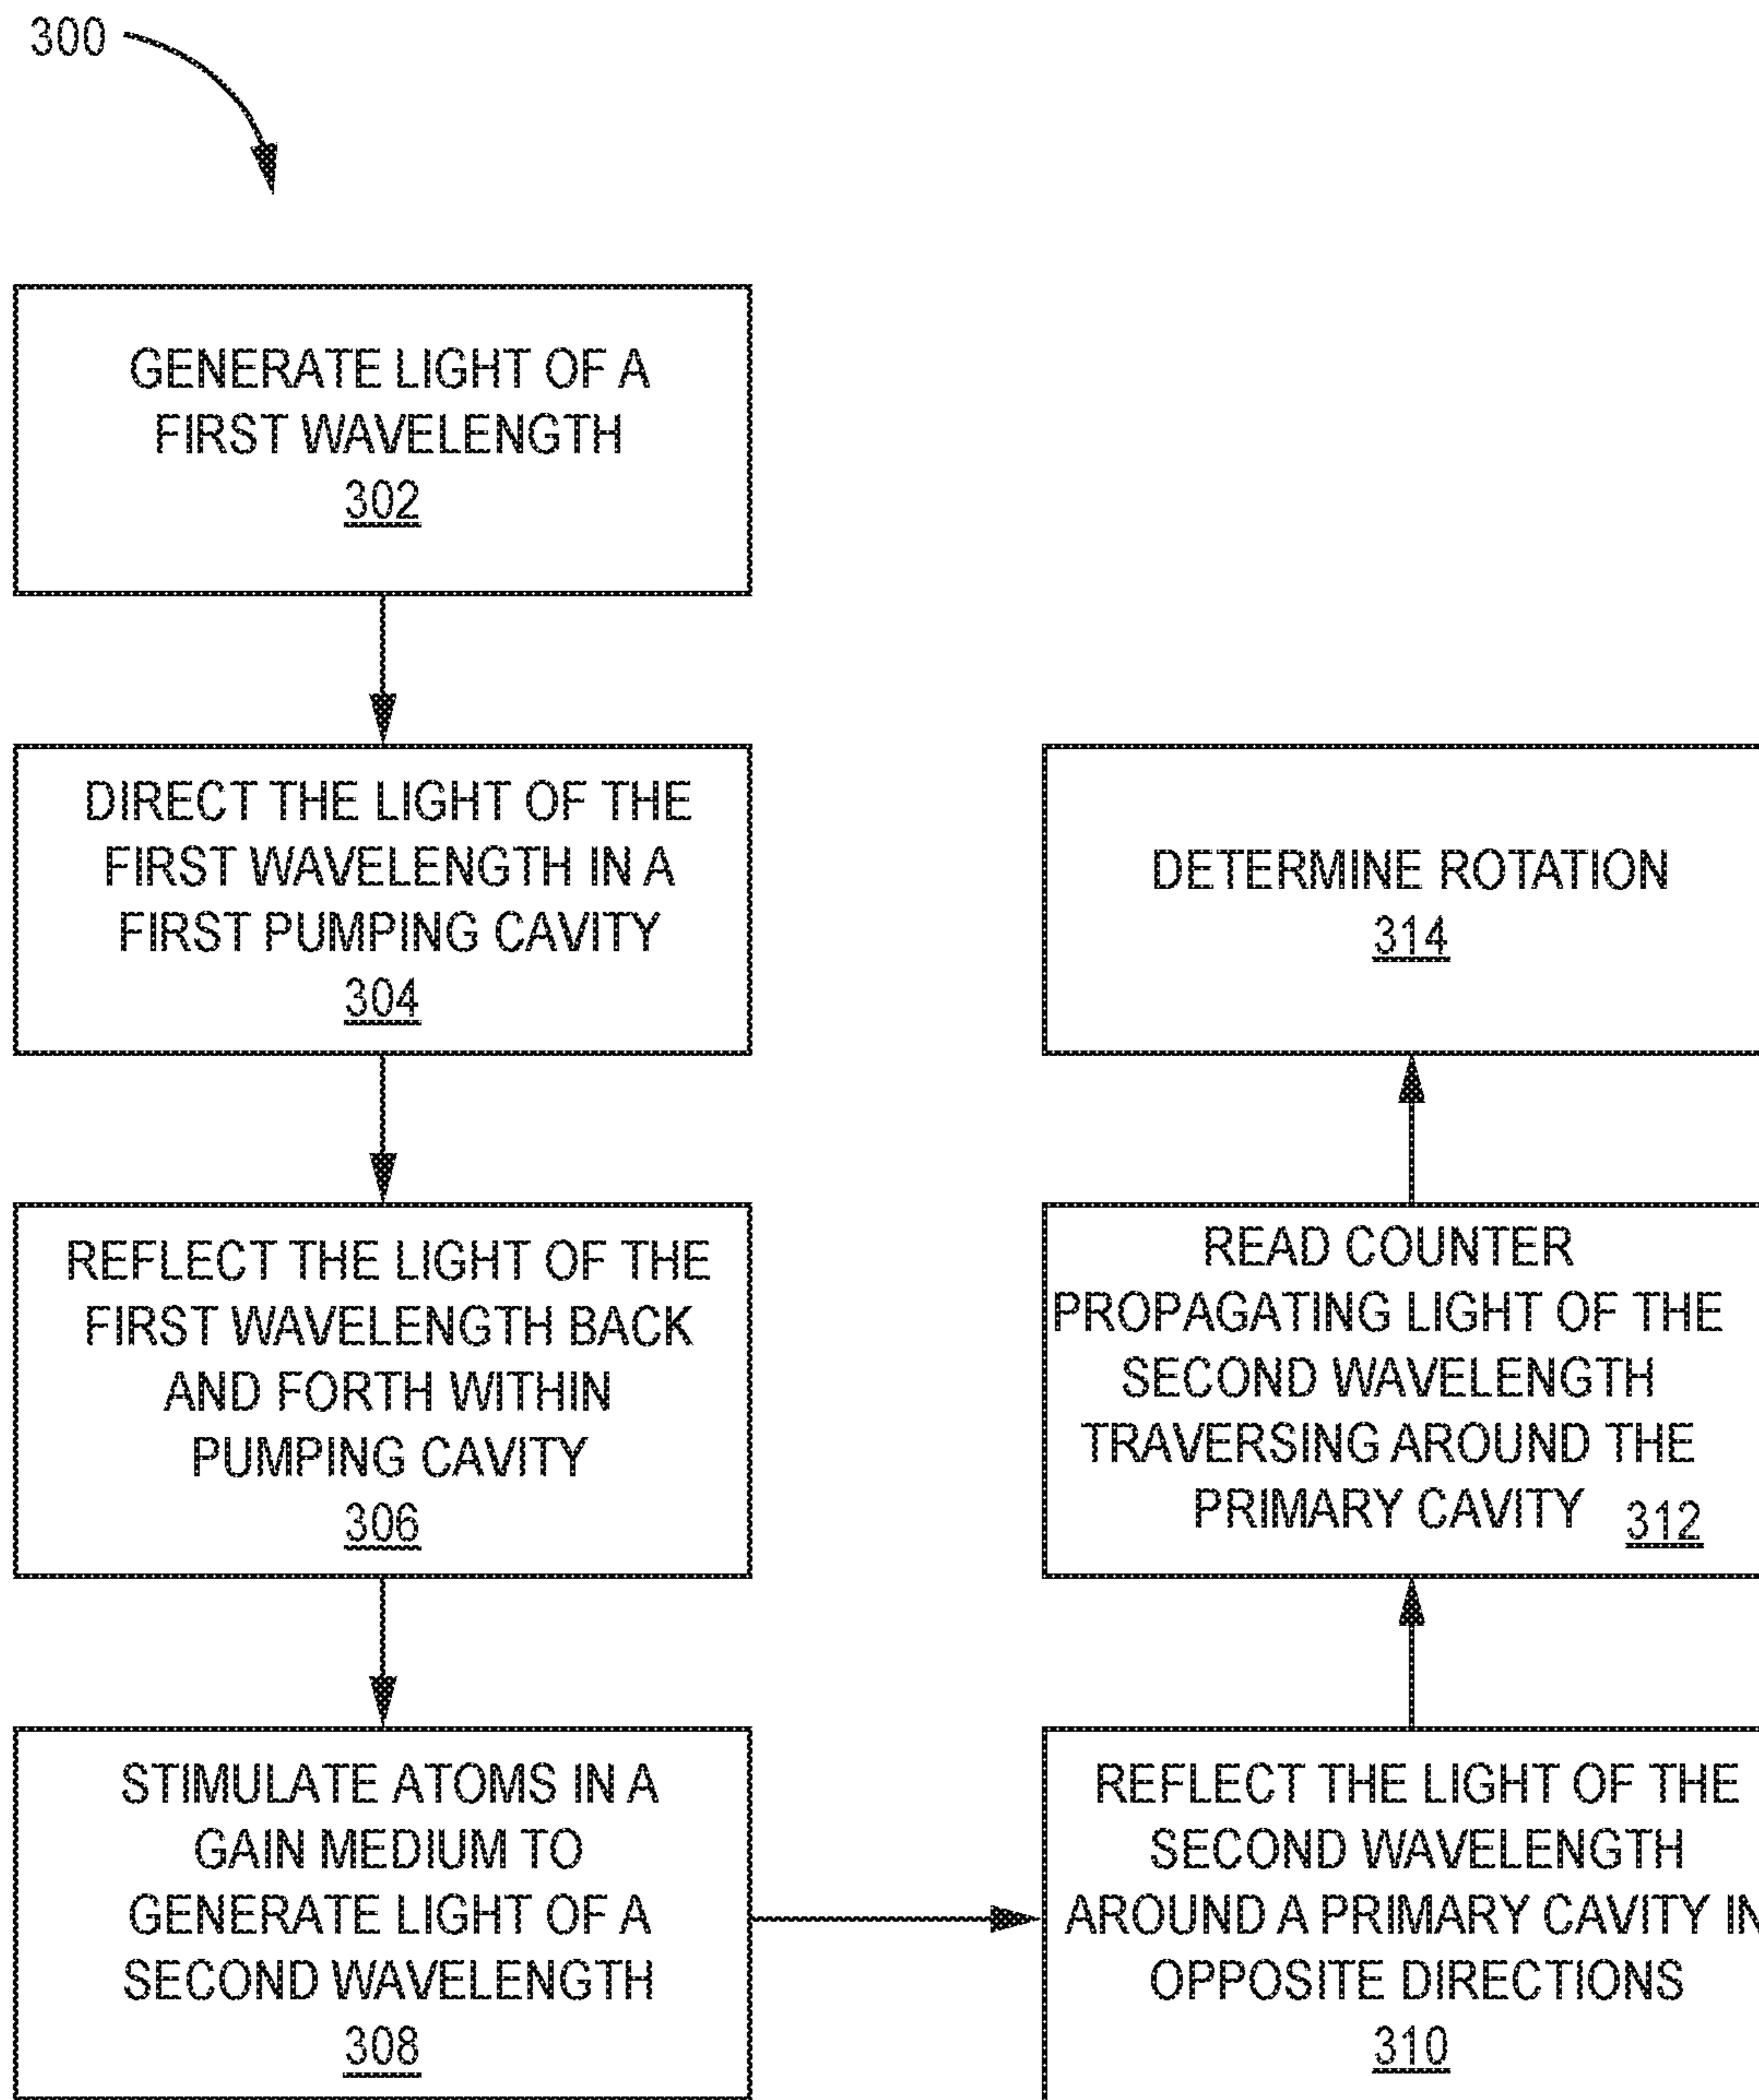 300
GENERATE LIGHT OF A
FIRST WAVELENGTH
302
DIRECT THE LIGHT OF THE
FIRST WAVELENGTH IN A
FIRST PUMPING CAVITY
304
REFLECT THE LIGHT OF THE
FIRST WAVELENGTH BACK
AND FORTH WITHIN
PUMPING CAVITY
306
STIMULATE ATOMS IN A
GAIN MEDIUM TO
GENERATE LIGHT OF A
SECOND WAVELENGTH
308
REFLECT THE LIGHT OF THE
SECOND WAVELENGTH
AROUND A PRIMARY CAVITY IN
OPPOSITE DIRECTIONS
310
READ COUNTER
PROPAGATING LIGHT OF THE
SECOND WAVELENGTH
TRAVERSING AROUND THE
PRIMARY CAVITY 312
DETERMINE ROTATION
314